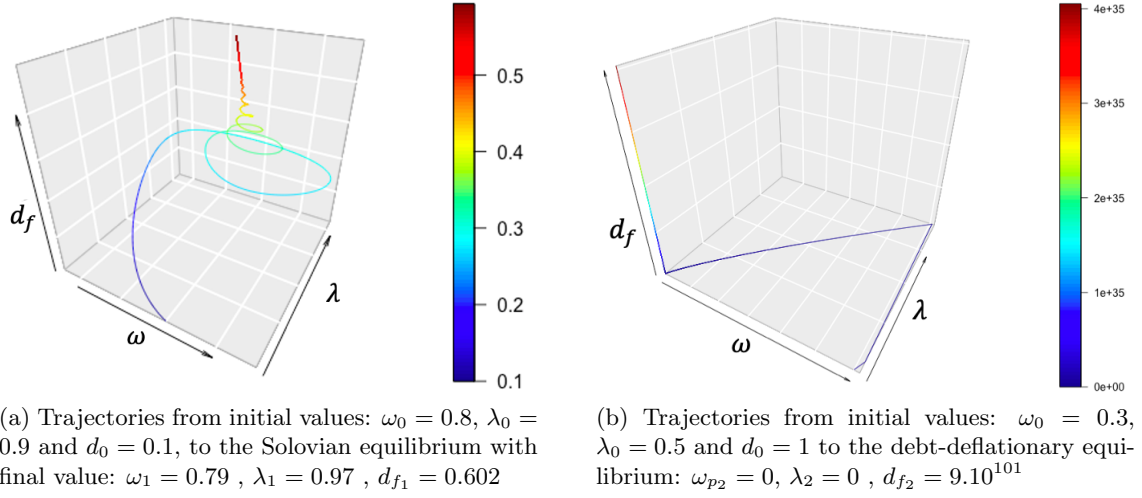 0.5
0.4
0.3
0.2
0.1
d_f
ω
λ
4e+35
3e+35
2e+35
1e+35
0e+00
d_f
ω
λ
(a) Trajectories from initial values: ω₀ = 0.8, λ₀ =
0.9 and d₀ = 0.1, to the Solovian equilibrium with
final value: ω₁ = 0.79 , λ₁ = 0.97 , d_{f₁} = 0.602
(b) Trajectories from initial values: ω₀ = 0.3,
λ₀ = 0.5 and d₀ = 1 to the debt-deflationary equi-
librium: ω_{p₂} = 0, λ₂ = 0 , d_{f₂} = 9.10¹⁰¹